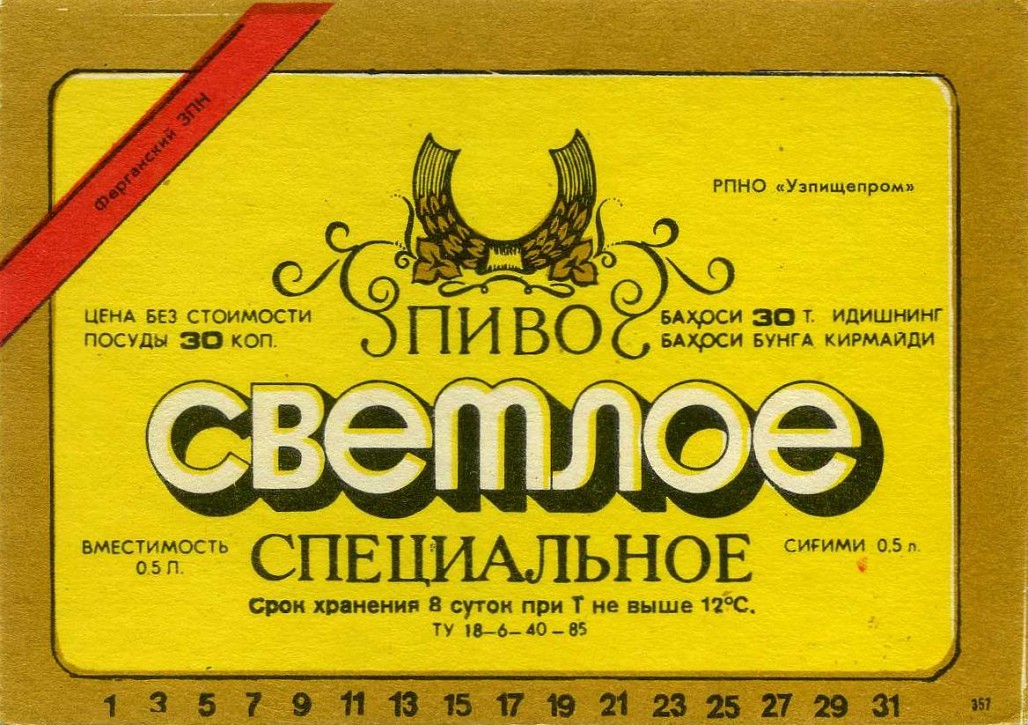 Ферганский ЗПН
РПНО «Узпищепром»
ЦЕНА БЕЗ СТОИМОСТИ
ПОСУДЫ 30 КОП.
ПИВО
БАҲОСИ 30 Т. ИДИШНИНГ
БАҲОСИ БУНГА КИРМАЙДИ
СВЕТЛОЕ
ВМЕСТИМОСТЬ
0.5 Л.
СПЕЦИАЛЬНОЕ
СИҒИМИ 0,5 л.
Срок хранения 8 суток при Т не выше 12°С.
ТУ 18-6-40-85
1 3 5 7 9 11 13 15 17 19 21 23 25 27 29 31
357